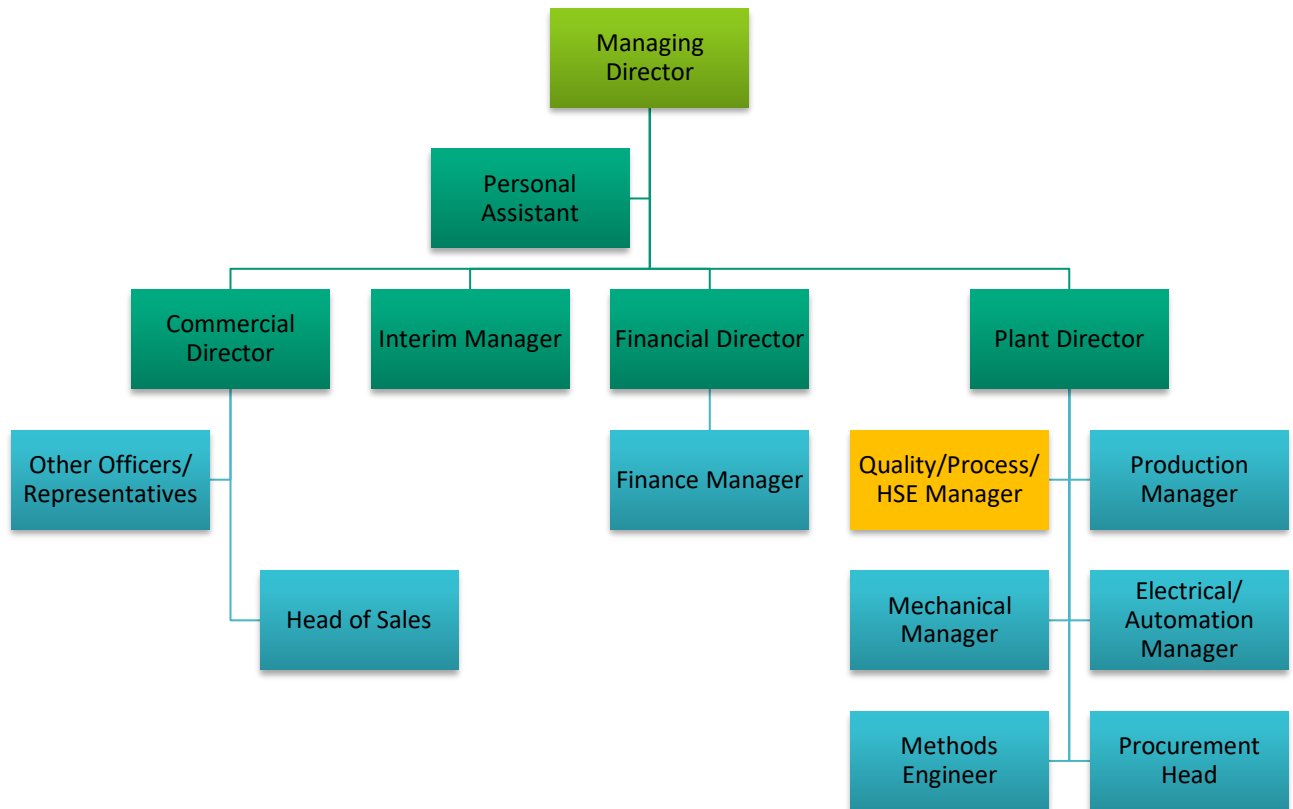 Managing
Director
Personal
Assistant
Commercial
Director
Interim Manager
Financial Director
Plant Director
Other Officers/
Representatives
Finance Manager
Quality/Process/
HSE Manager
Production
Manager
Head of Sales
Mechanical
Manager
Electrical/
Automation
Manager
Methods
Engineer
Procurement
Head